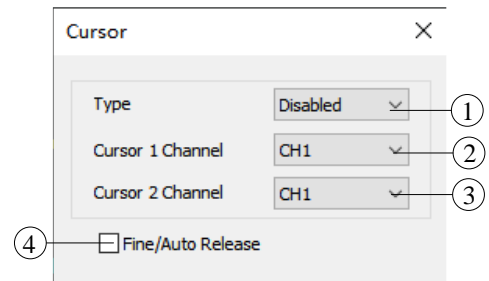 Cursor
Type Disabled 1
Cursor 1 Channel CH1 2
Cursor 2 Channel CH1 3
4 Fine/Auto Release